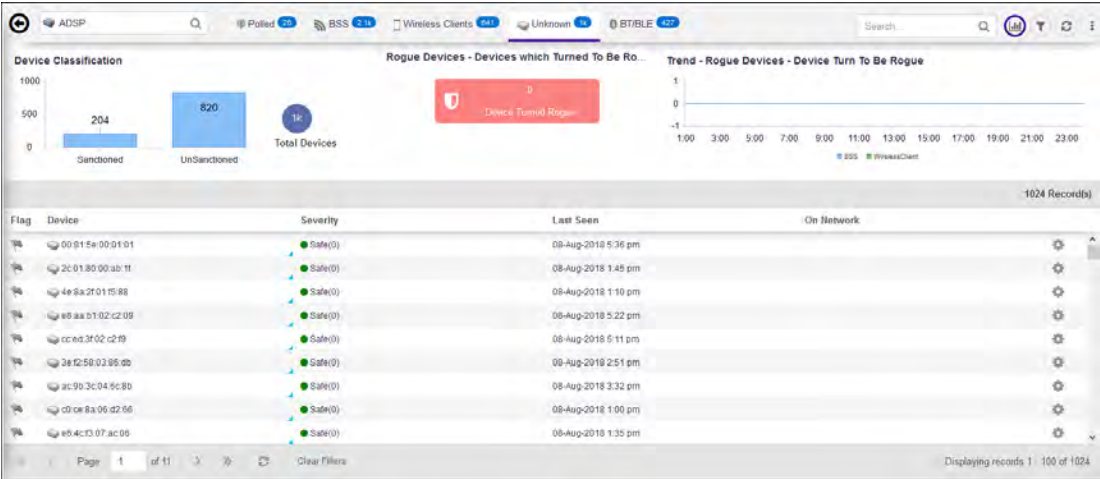 ADSP
Polled 26 BSS 2.1k Wireless Clients 641 Unknown 1k BT/BLE 427 Search...
Device Classification
1000
500
0
204
820
Sanctioned UnSanctioned
1k
Total Devices
Rogue Devices - Devices which Turned To Be Ro...
0
Device Turned Rogue
Trend - Rogue Devices - Device Turn To Be Rogue
1
0
-1
1:00 3:00 5:00 7:00 9:00 11:00 13:00 15:00 17:00 19:00 21:00 23:00
BSS WirelessClient
1024 Record(s)
Flag Device Severity Last Seen On Network
00:81:5e:00:01:01 Safe(0) 08-Aug-2018 5:36 pm
2c:01:80:00:ab:1f Safe(0) 08-Aug-2018 1:45 pm
4e:8a:2f:01:f5:88 Safe(0) 08-Aug-2018 1:10 pm
e6:aa:b1:02:c2:09 Safe(0) 08-Aug-2018 5:22 pm
cc:ed:3f:02:c2:f9 Safe(0) 08-Aug-2018 5:11 pm
3e:f2:58:03:86:db Safe(0) 08-Aug-2018 2:51 pm
ac:9b:3c:04:6c:8b Safe(0) 08-Aug-2018 3:32 pm
c0:ce:8a:06:d2:66 Safe(0) 08-Aug-2018 1:00 pm
e6:4c:f3:07:ac:06 Safe(0) 08-Aug-2018 1:35 pm
Page 1 of 11 Clear Filters Displaying records 1 - 100 of 1024